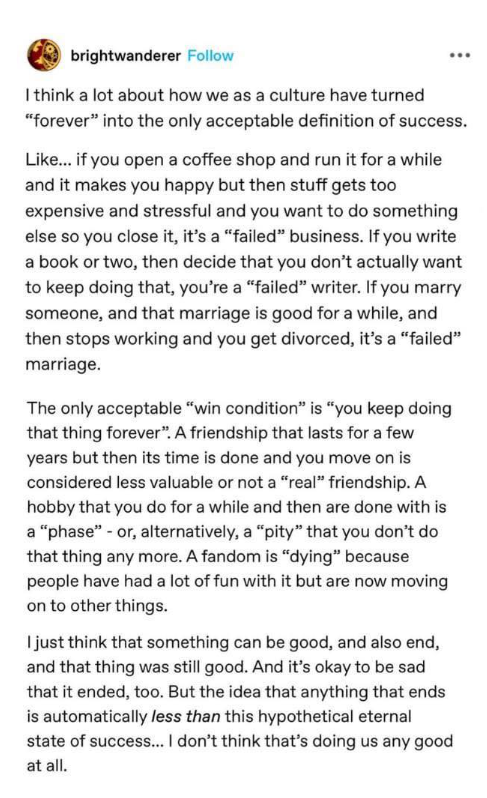 brightwanderer Follow
I think a lot about how we as a culture have turned
“forever” into the only acceptable definition of success.
Like... if you open a coffee shop and run it for a while
and it makes you happy but then stuff gets too
expensive and stressful and you want to do something
else so you close it, it’s a “failed” business. If you write
a book or two, then decide that you don’t actually want
to keep doing that, you’re a “failed” writer. If you marry
someone, and that marriage is good for a while, and
then stops working and you get divorced, it’s a “failed”
marriage.
The only acceptable “win condition” is “you keep doing
that thing forever”. A friendship that lasts for a few
years but then its time is done and you move on is
considered less valuable or not a “real” friendship. A
hobby that you do for a while and then are done with is
a “phase” - or, alternatively, a “pity” that you don’t do
that thing any more. A fandom is “dying” because
people have had a lot of fun with it but are now moving
on to other things.
I just think that something can be good, and also end,
and that thing was still good. And it’s okay to be sad
that it ended, too. But the idea that anything that ends
is automatically less than this hypothetical eternal
state of success... I don’t think that’s doing us any good
at all.